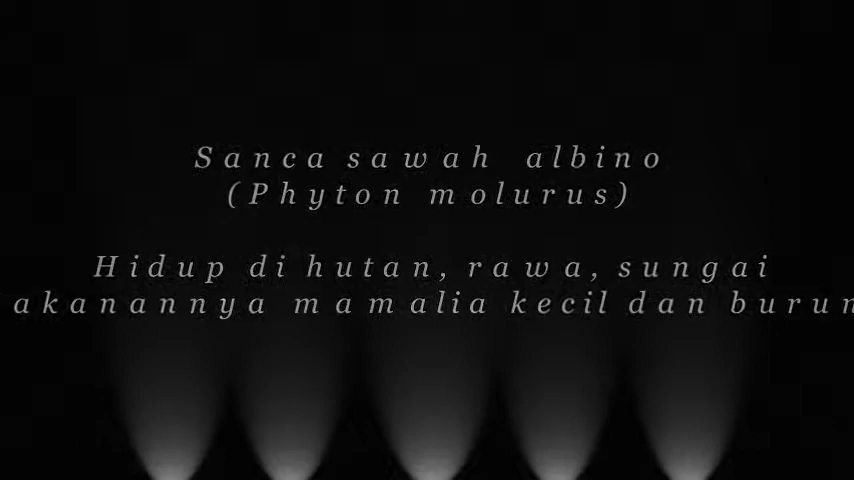 Sanca sawah albino
(Phyton molurus)
Hidup di hutan, rawa, sungai
akanannya mamalia kecil dan burun